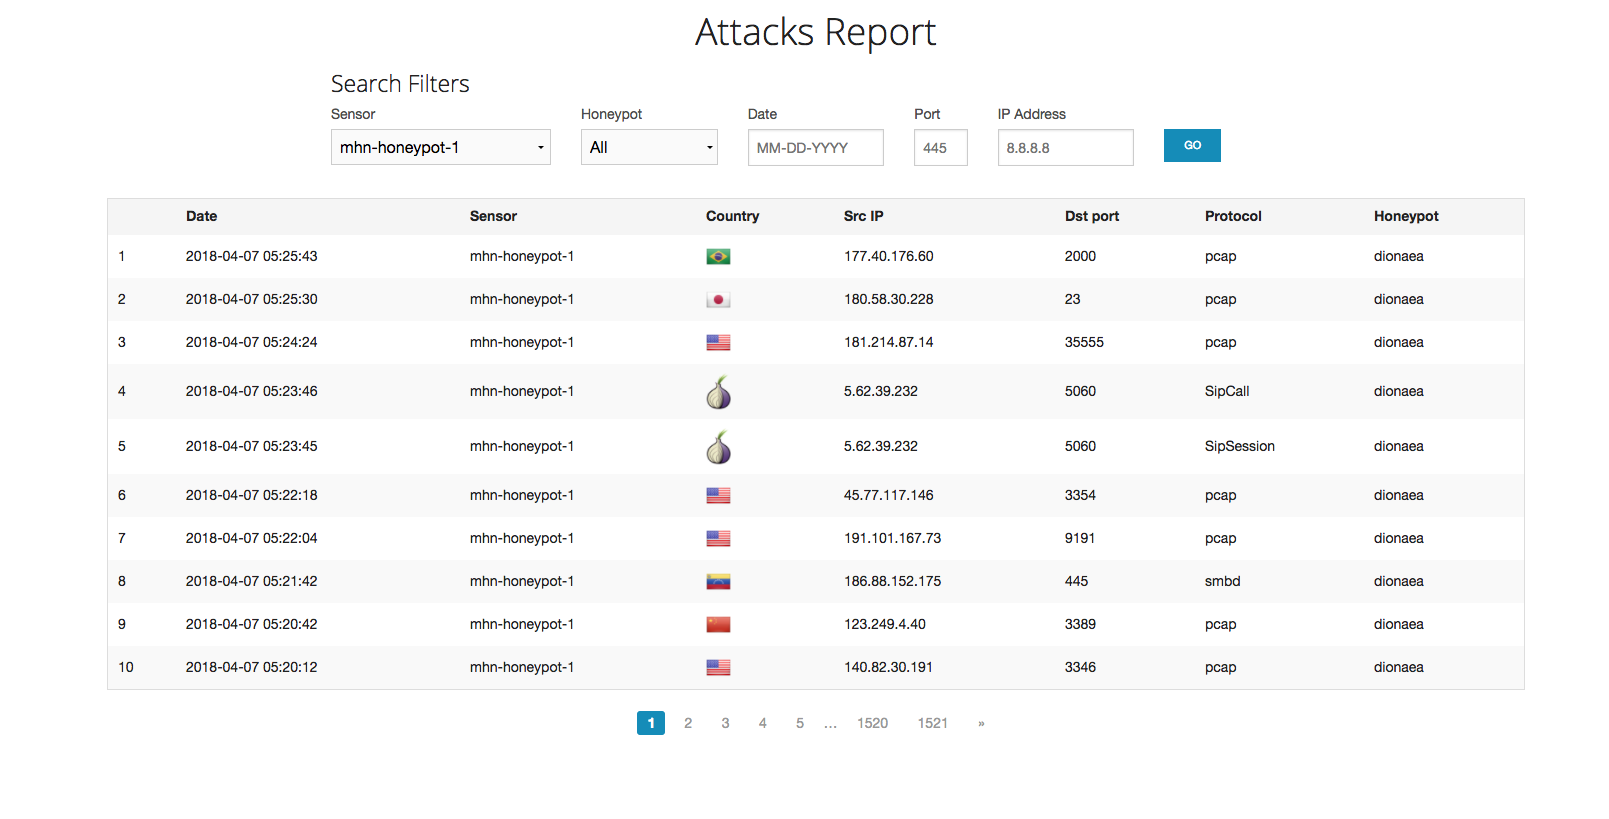 Attacks Report
Search Filters
Sensor Honeypot Date Port IP Address
mhn-honeypot-1 All MM-DD-YYYY 445 8.8.8.8 GO
Date Sensor Country Src IP Dst port Protocol Honeypot
1 2018-04-07 05:25:43 mhn-honeypot-1 177.40.176.60 2000 pcap dionaea
2 2018-04-07 05:25:30 mhn-honeypot-1 180.58.30.228 23 pcap dionaea
3 2018-04-07 05:24:24 mhn-honeypot-1 181.214.87.14 35555 pcap dionaea
4 2018-04-07 05:23:46 mhn-honeypot-1 5.62.39.232 5060 SipCall dionaea
5 2018-04-07 05:23:45 mhn-honeypot-1 5.62.39.232 5060 SipSession dionaea
6 2018-04-07 05:22:18 mhn-honeypot-1 45.77.117.146 3354 pcap dionaea
7 2018-04-07 05:22:04 mhn-honeypot-1 191.101.167.73 9191 pcap dionaea
8 2018-04-07 05:21:42 mhn-honeypot-1 186.88.152.175 445 smbd dionaea
9 2018-04-07 05:20:42 mhn-honeypot-1 123.249.4.40 3389 pcap dionaea
10 2018-04-07 05:20:12 mhn-honeypot-1 140.82.30.191 3346 pcap dionaea
1 2 3 4 5 … 1520 1521 »